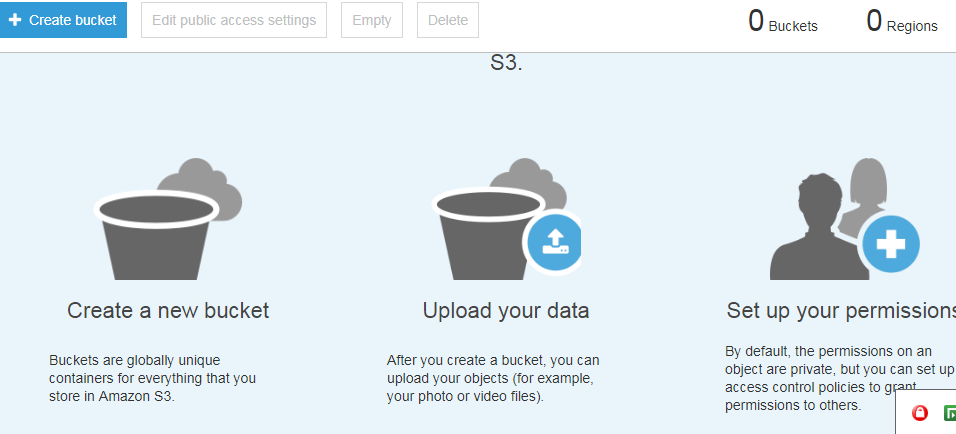 Create bucket Edit public access settings Empty Delete 0 Buckets 0 Regions
S3.
Create a new bucket Upload your data Set up your permissions
Buckets are globally unique
containers for everything that you
store in Amazon S3.
After you create a bucket, you can
upload your objects (for example,
your photo or video files).
By default, the permissions on an
object are private, but you can set up
access control policies to grant
permissions to others.